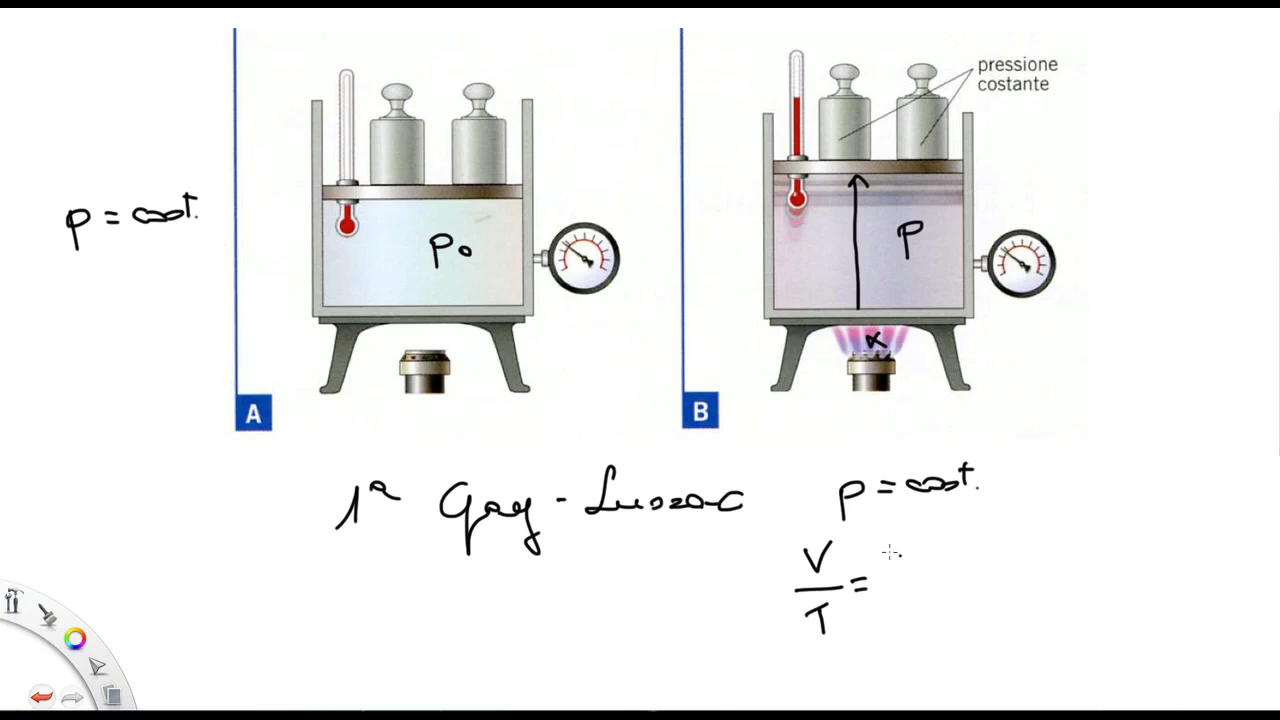 pressione
costante
p = cost.
p₀
p
A
B
1ª Gay-Lussac
p = cost.
V
T
=